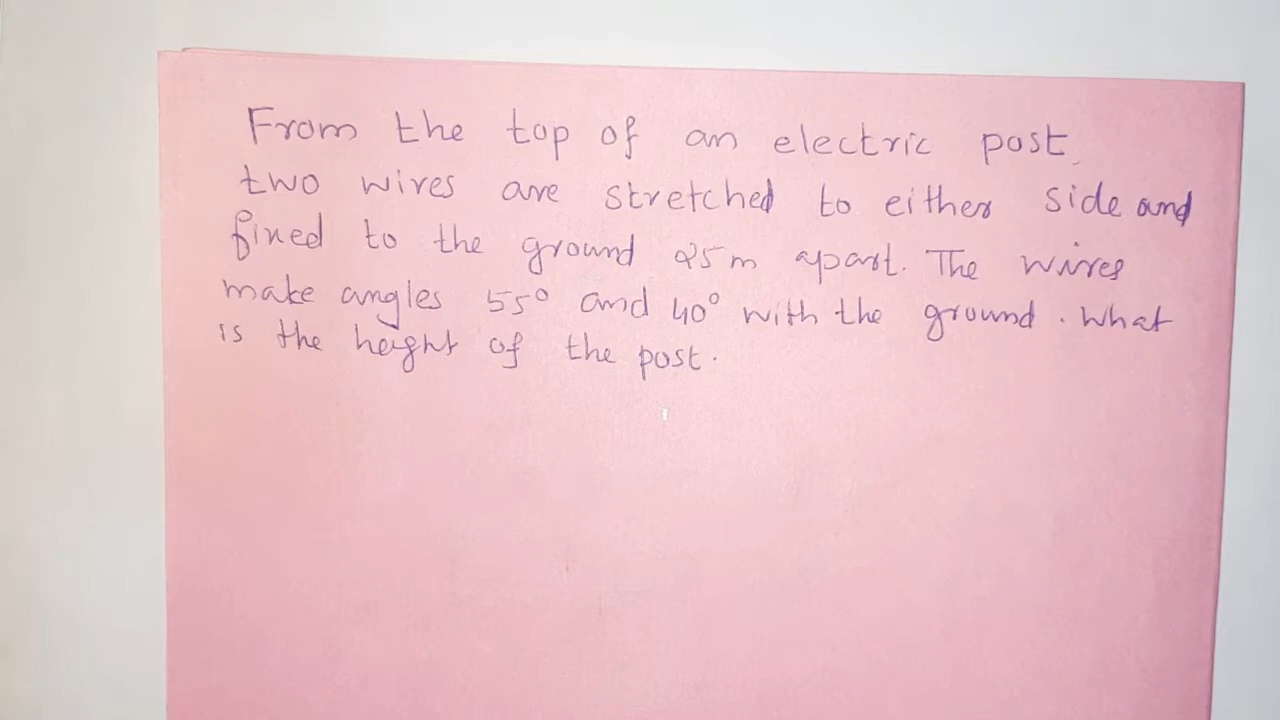 From the top of an electric post,
two wires are stretched to either side and
fixed to the ground 25m apart. The wires
make angles 55° and 40° with the ground. What
is the height of the post.